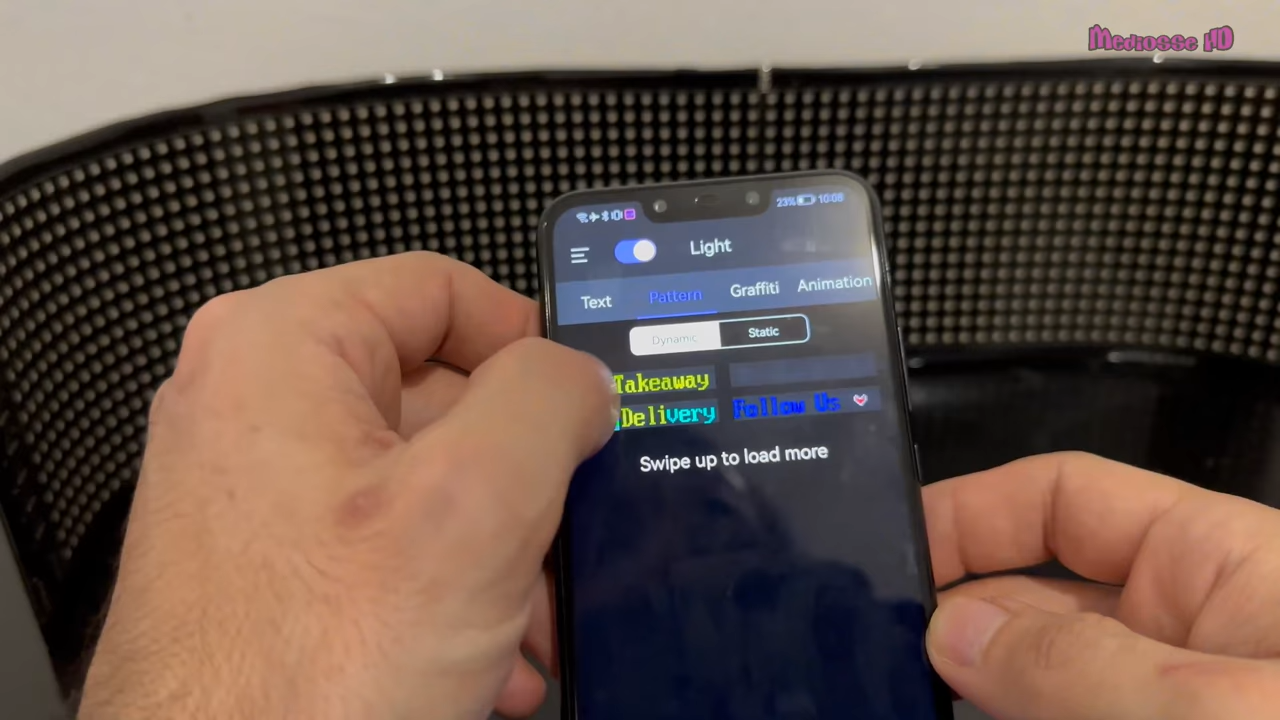 Mediosse HD
23% 10:08
Light
Text Pattern Graffiti Animation
Dynamic Static
Takeaway
Delivery Follow Us
Swipe up to load more